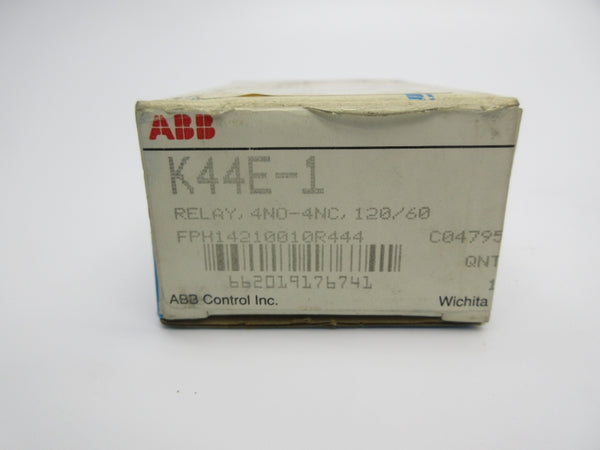 ABB
K44E-1
RELAY, 4NO-4NC, 120/60
FPH14210010R444 C04795
QNT
662019176741 1
ABB Control Inc. Wichita